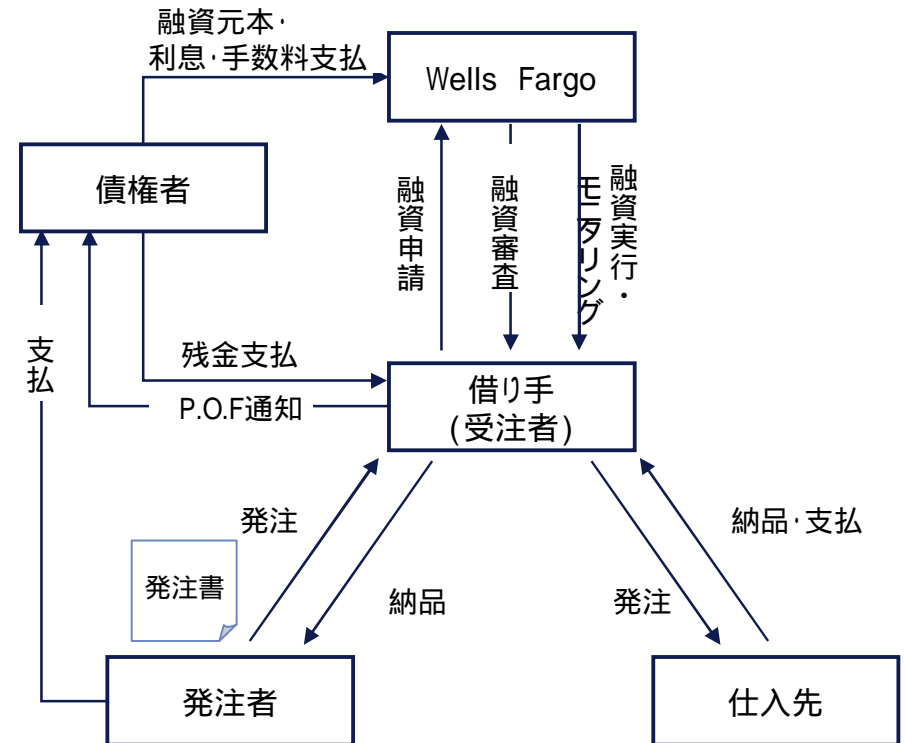 融資元本･
利息･手数料支払
Wells Fargo
債権者
融資申請
融資審査
融資実行・
モニタリング
支払
残金支払
P.O.F通知
借り手
(受注者)
発注
納品･支払
発注書
納品
発注
発注者
仕入先